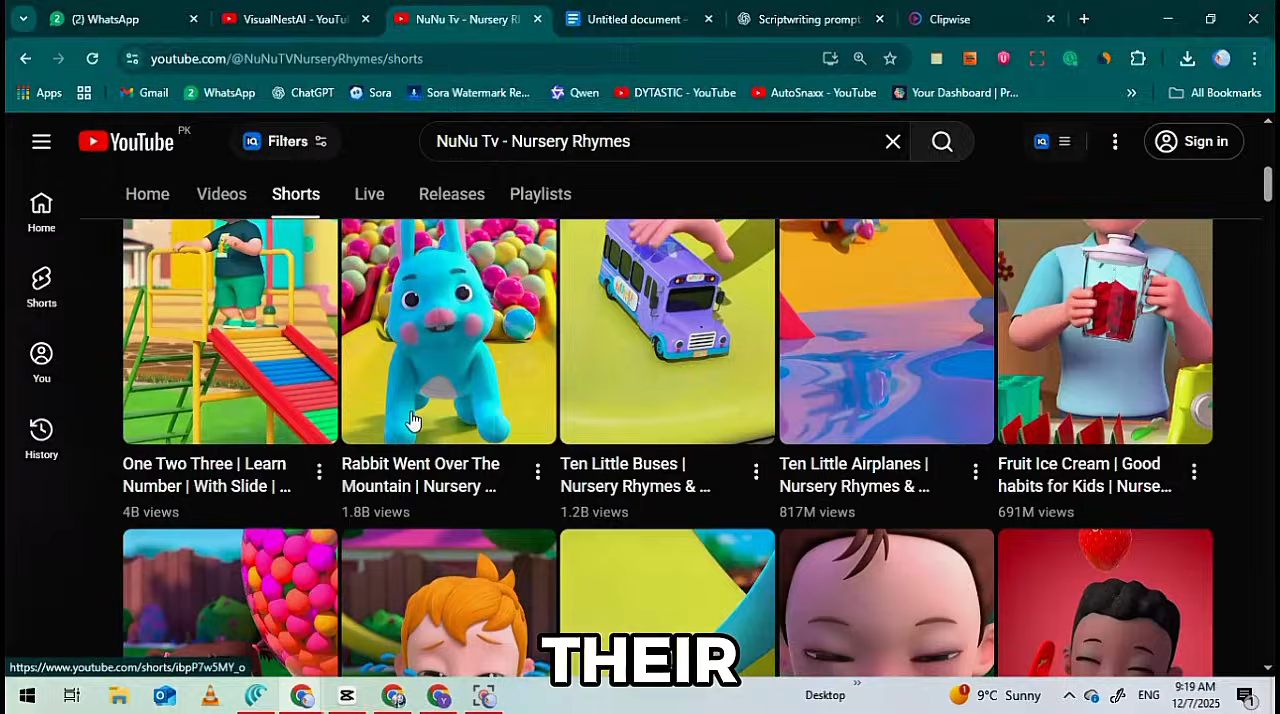 (2) WhatsApp
VisualNestAI - YouTu
NuNu Tv - Nursery R
Untitled document -
Scriptwriting prompt
Clipwise
youtube.com/@NuNuTVNurseryRhymes/shorts
Apps
Gmail
WhatsApp
ChatGPT
Sora
Sora Watermark Re...
Qwen
DYTASTIC - YouTube
AutoSnaxx - YouTube
Your Dashboard | Pr...
All Bookmarks
YouTube PK
Filters
NuNu Tv - Nursery Rhymes
Sign in
Home Videos Shorts Live Releases Playlists
Home
Shorts
You
History
One Two Three | Learn
Number | With Slide | ...
4B views
Rabbit Went Over The
Mountain | Nursery ...
1.8B views
Ten Little Buses |
Nursery Rhymes & ...
1.2B views
Ten Little Airplanes |
Nursery Rhymes & ...
817M views
Fruit Ice Cream | Good
habits for Kids | Nurse...
691M views
THEIR
https://www.youtube.com/shorts/ibpP7w5MY_o
Desktop
9°C Sunny
ENG
9:19 AM
12/7/2025